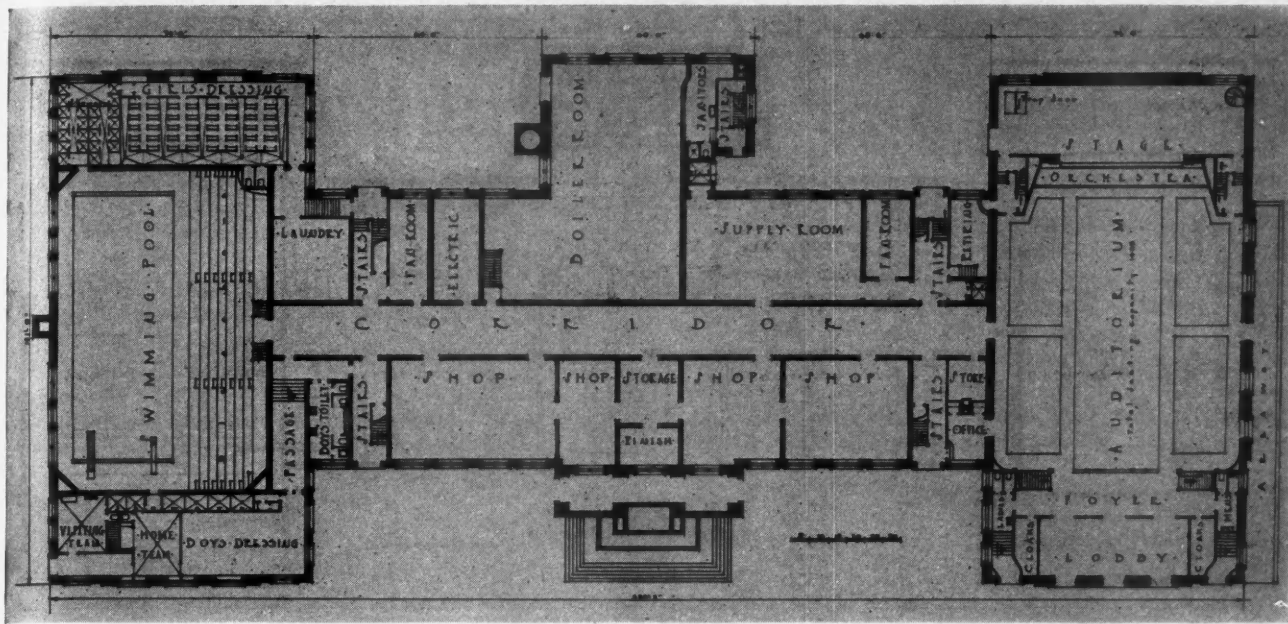 GIRLS DRESSING
SWIMMING POOL
LAUNDRY
STAIRS
FAN ROOM
ELECTRIC
BOILER ROOM
JANITORS
STAIRS
SUPPLY ROOM
FAN ROOM
STAIRS
STAGE
ORCHESTRA
AUDITORIUM
CORRIDOR
PASSAGE
BOYS TOILET
STAIRS
SHOP
SHOP
STORAGE
FINISH
SHOP
SHOP
STAIRS
STORE
OFFICE
AREAWAY
VISITING TEAM
HOME TEAM
BOYS DRESSING
FOYER
LOBBY
CLOAKS
CLOAKS
MENS